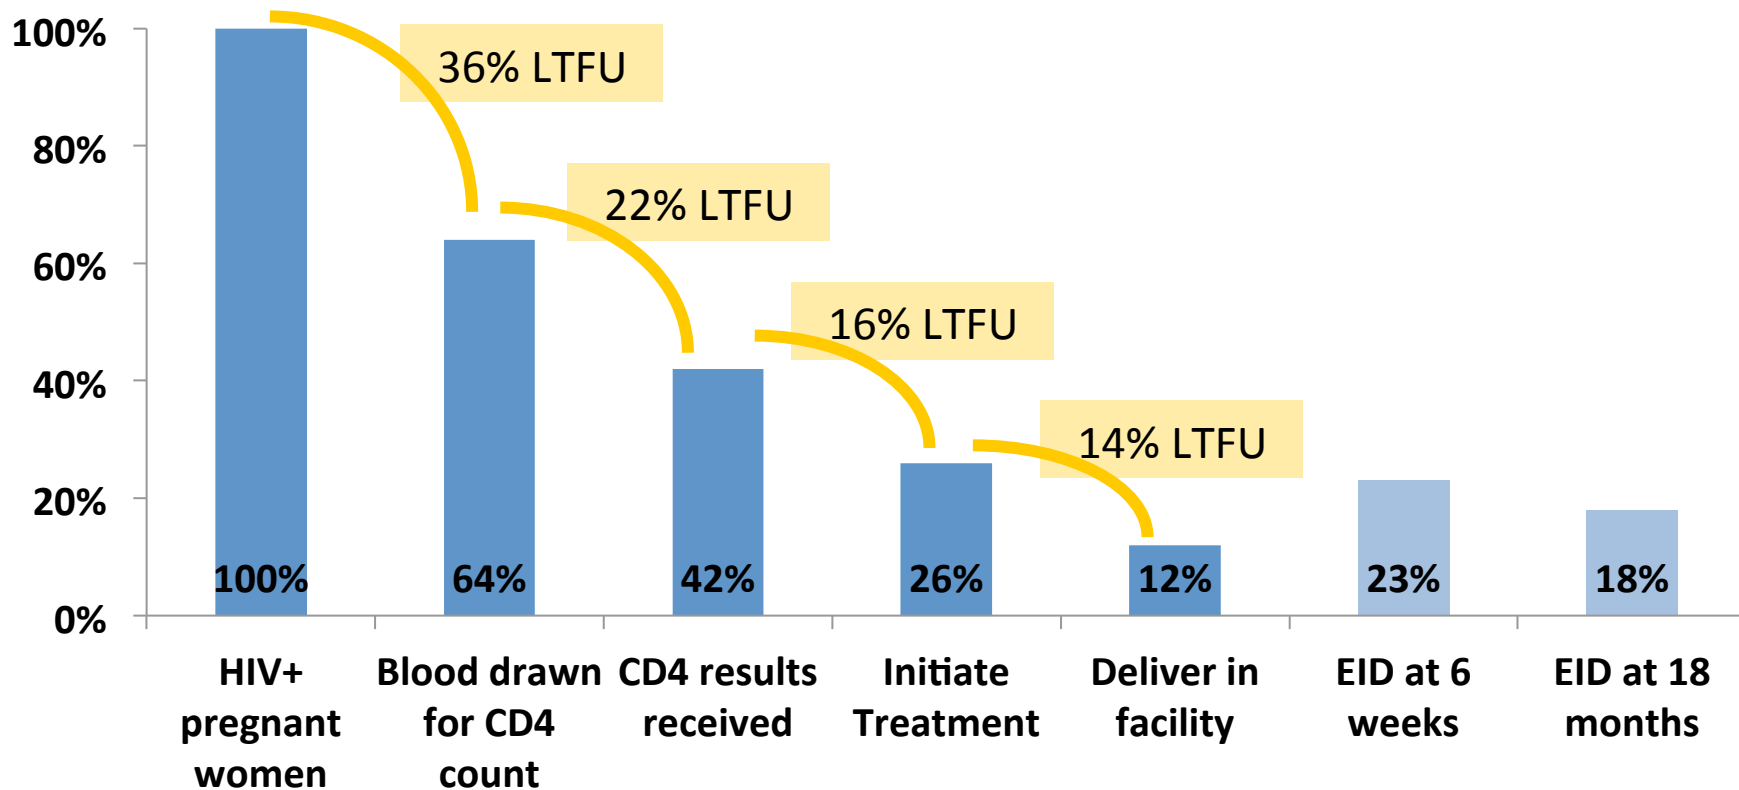 100%
80%
60%
40%
20%
0%
36% LTFU
22% LTFU
16% LTFU
14% LTFU
100%
64%
42%
26%
12%
23%
18%
HIV+
pregnant
women
Blood drawn
for CD4
count
CD4 results
received
Initiate
Treatment
Deliver in
facility
EID at 6
weeks
EID at 18
months